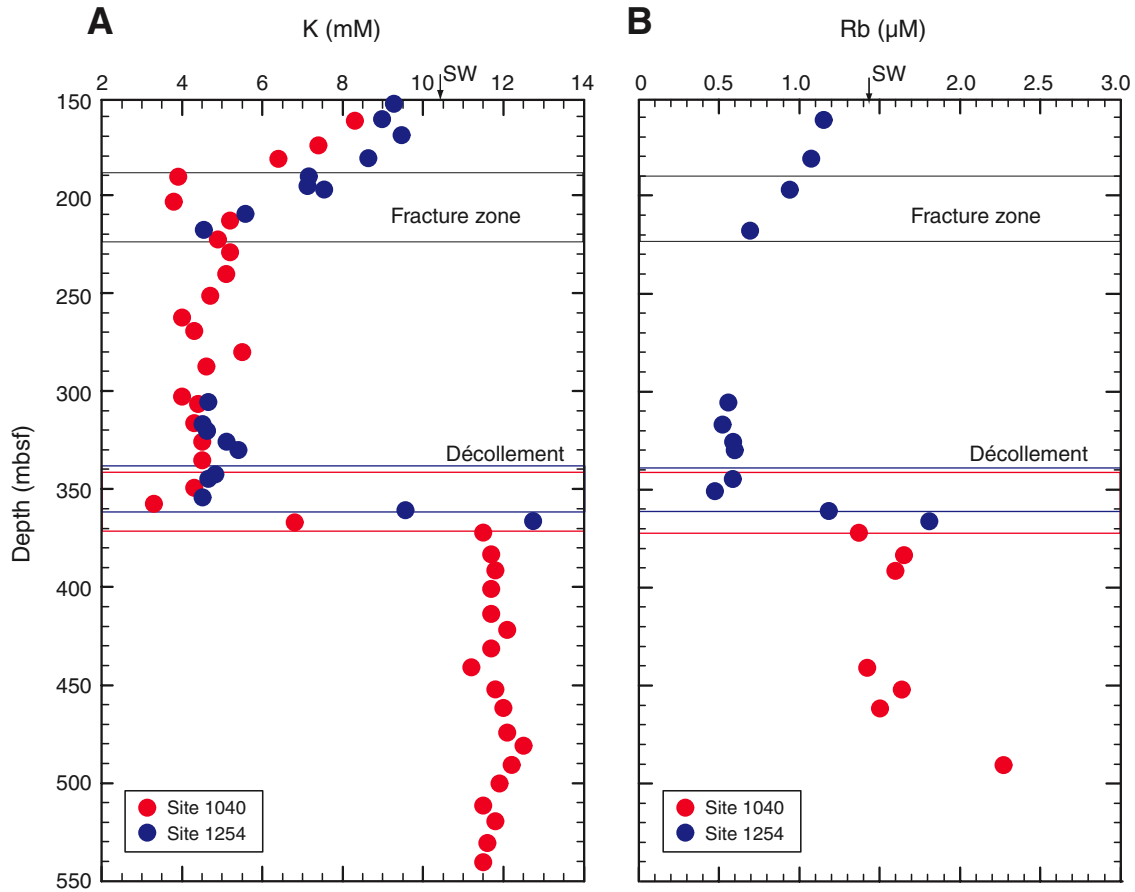 A
K (mM)
SW
2 4 6 8 10 12 14
150
200
250
300
350
400
450
500
550
Depth (mbsf)
Fracture zone
Décollement
Site 1040
Site 1254
B
Rb (µM)
SW
0 0.5 1.0 2.0 2.5 3.0
Fracture zone
Décollement
Site 1040
Site 1254